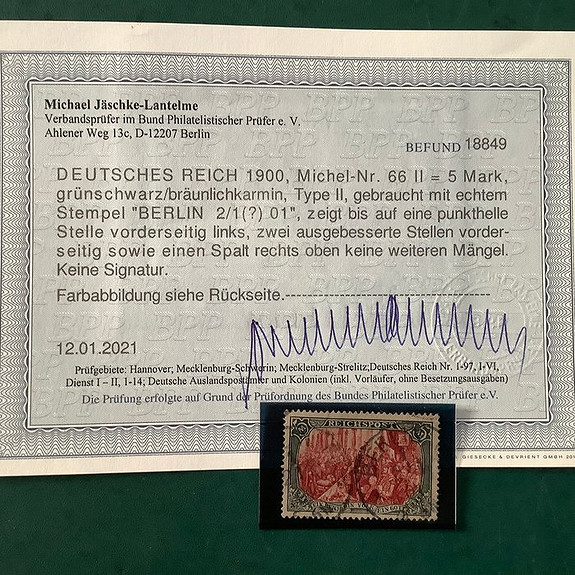 Michael Jäschke-Lantelme
Verbandsprüfer im Bund Philatelistischer Prüfer e. V.
Ahlener Weg 13c, D-12207 Berlin
BEFUND 18849
DEUTSCHES REICH 1900, Michel-Nr. 66 II = 5 Mark,
grünschwarz/bräunlichkarmin, Type II, gebraucht mit echtem
Stempel "BERLIN 2/1(?) 01", zeigt bis auf eine punkthelle
Stelle vorderseitig links, zwei ausgebesserte Stellen vorder-
seitig sowie einen Spalt rechts oben keine weiteren Mängel.
Keine Signatur.
Farbabbildung siehe Rückseite.-----------------------------------
12.01.2021
Prüfgebiete: Hannover; Mecklenburg-Schwerin; Mecklenburg-Strelitz;Deutsches Reich Nr. 1-97, I-VI,
Dienst I – II, 1-14; Deutsche Auslandspostämter und Kolonien (inkl. Vorläufer, ohne Besetzungsausgaben)
Die Prüfung erfolgte auf Grund der Prüfordnung des Bundes Philatelistischer Prüfer e.V.
GIESECKE & DEVRIENT GMBH
REICHSPOST